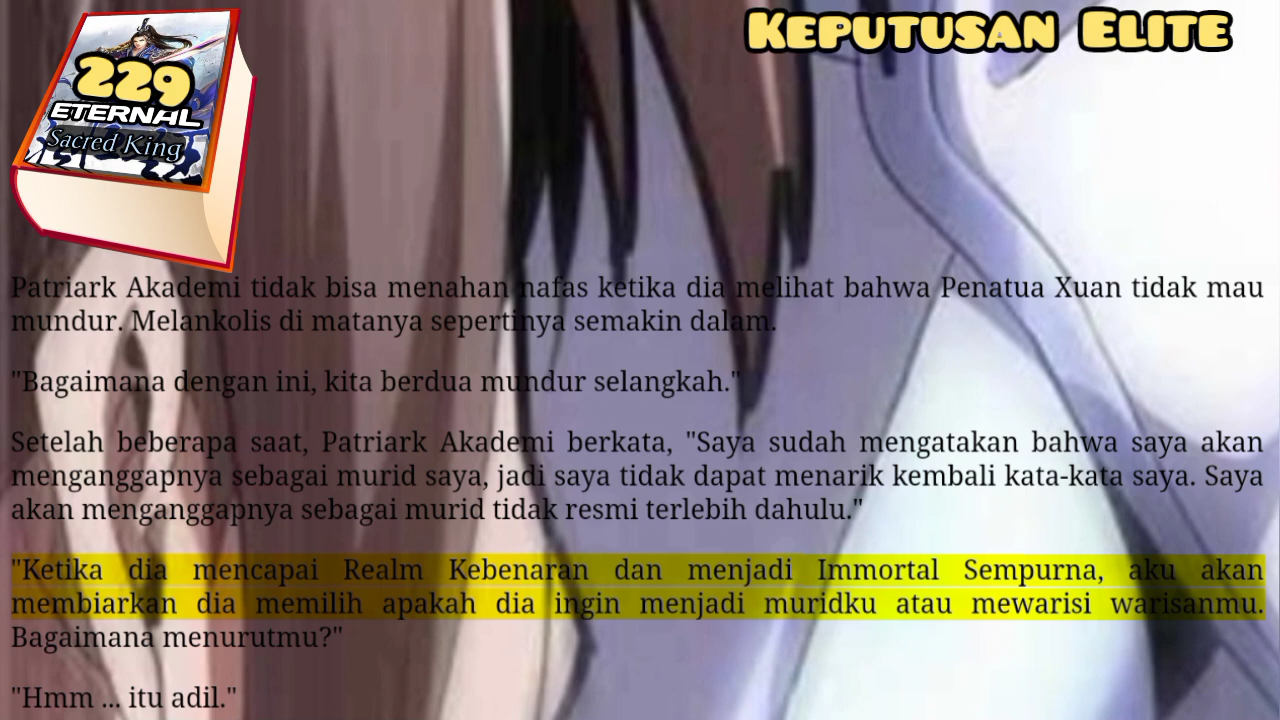 Keputusan Elite
229
ETERNAL
Sacred King
Patriark Akademi tidak bisa menahan nafas ketika dia melihat bahwa Penatua Xuan tidak mau
mundur. Melankolis di matanya sepertinya semakin dalam.
"Bagaimana dengan ini, kita berdua mundur selangkah."
Setelah beberapa saat, Patriark Akademi berkata, "Saya sudah mengatakan bahwa saya akan
menganggapnya sebagai murid saya, jadi saya tidak dapat menarik kembali kata-kata saya. Saya
akan menganggapnya sebagai murid tidak resmi terlebih dahulu."
"Ketika dia mencapai Realm Kebenaran dan menjadi Immortal Sempurna, aku akan
membiarkan dia memilih apakah dia ingin menjadi muridku atau mewarisi warisanmu.
Bagaimana menurutmu?"
"Hmm ... itu adil."